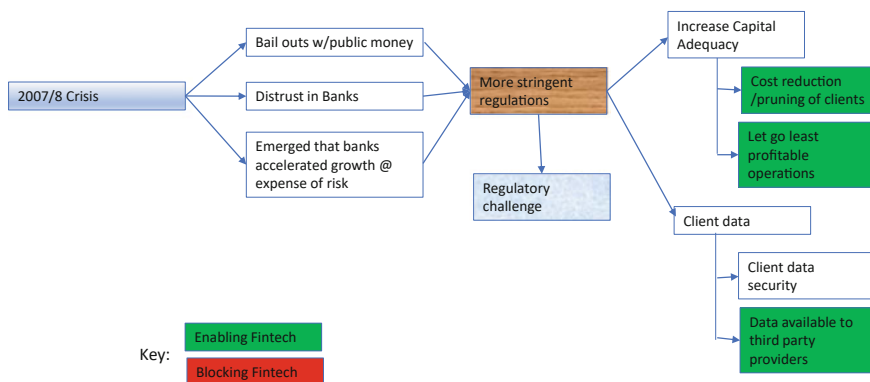 2007/8 Crisis
Bail outs w/public money
Distrust in Banks
Emerged that banks
accelerated growth @
expense of risk
More stringent
regulations
Regulatory
challenge
Increase Capital
Adequacy
Cost reduction
/pruning of clients
Let go least
profitable
operations
Client data
Client data
security
Data available to
third party
providers
Key:
Enabling Fintech
Blocking Fintech